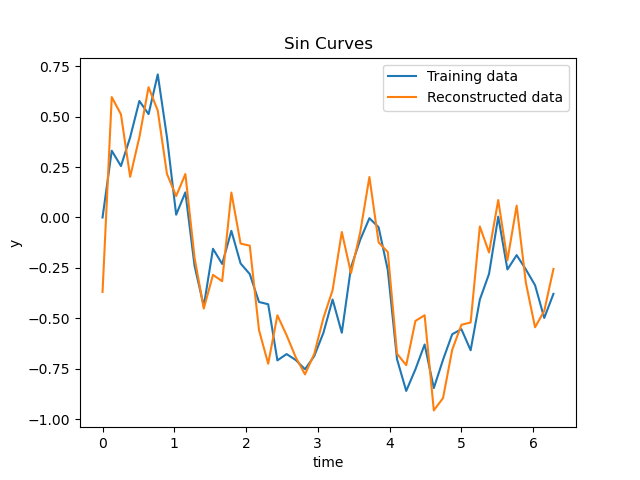 Sin Curves
Training data
Reconstructed data
0.75
0.50
0.25
0.00
−0.25
−0.50
−0.75
−1.00
y
0 1 2 3 4 5 6
time